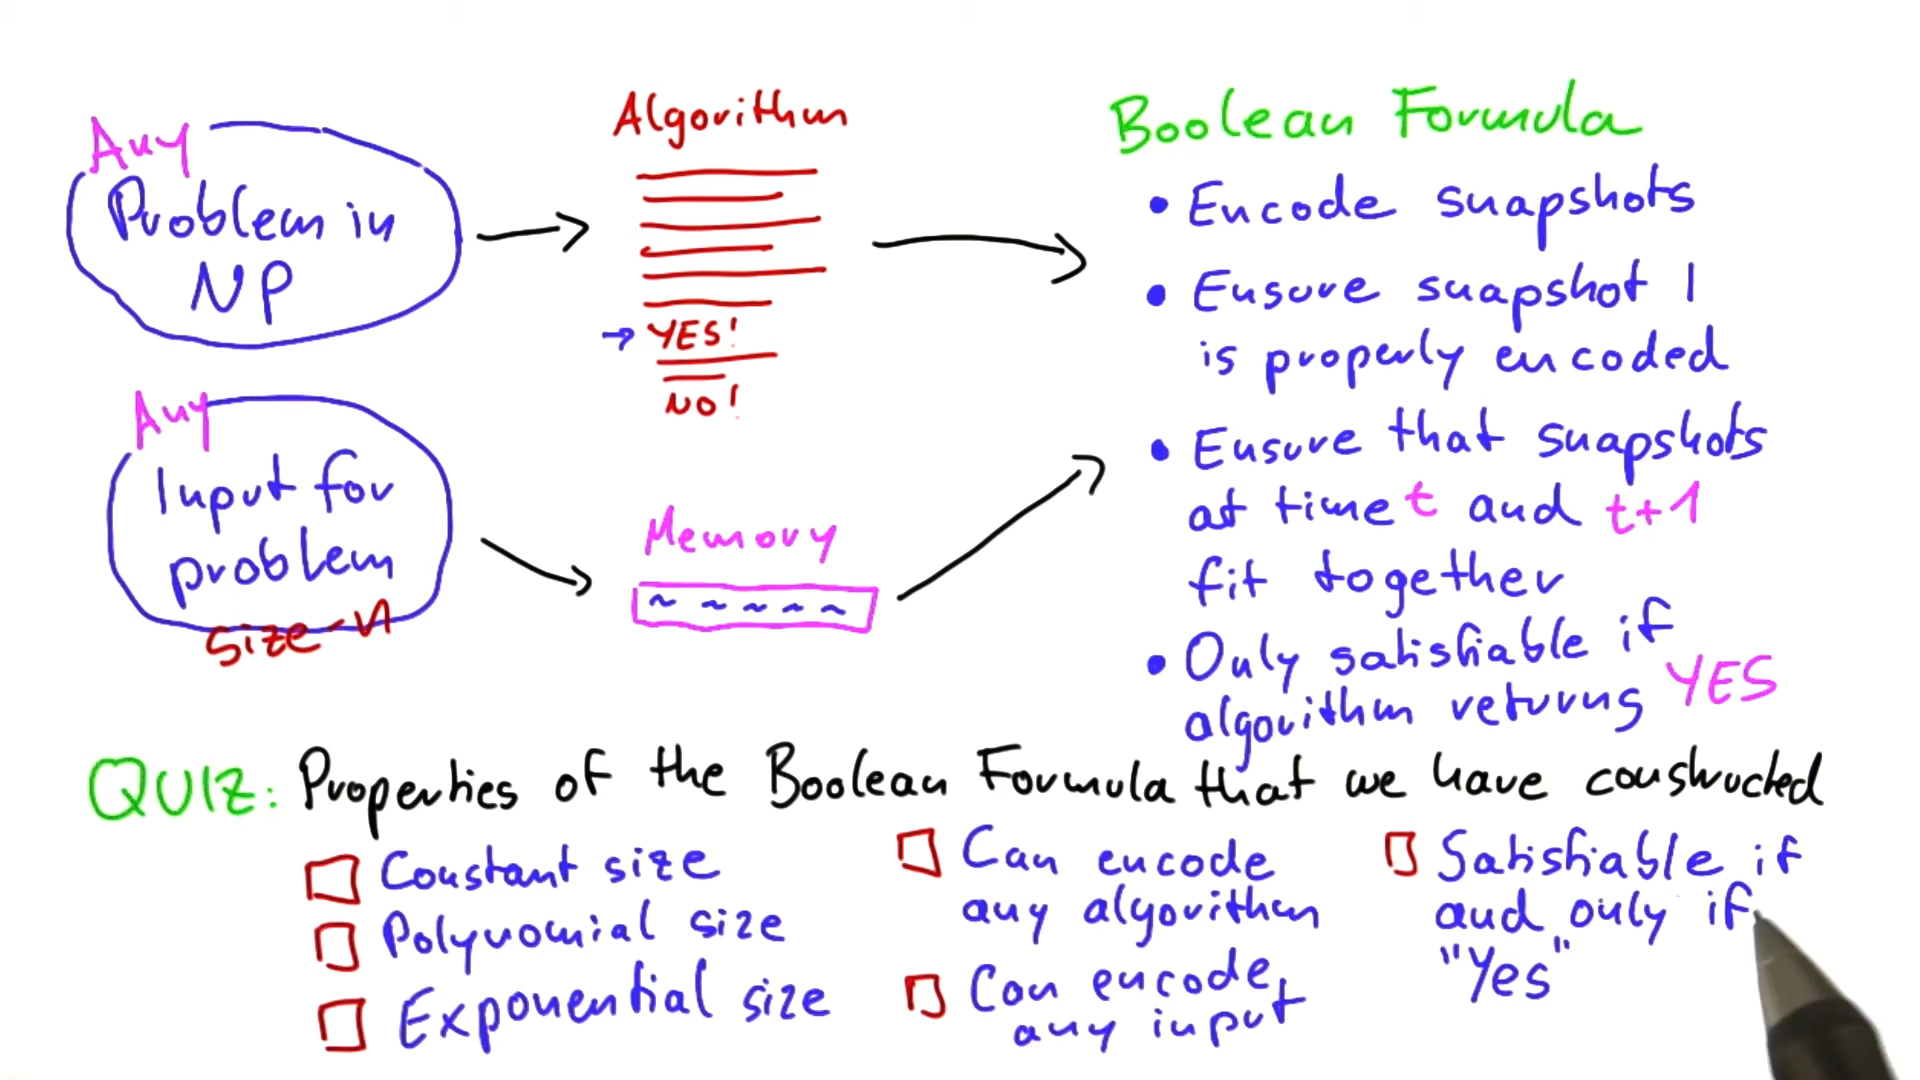 Any
Problem in
NP
Algorithm
→ YES!
NO!
Any
Input for
problem
size-n
Memory
Boolean Formula
• Encode snapshots
• Ensure snapshot 1
is properly encoded
• Ensure that snapshots
at time t and t+1
fit together
• Only satisfiable if
algorithm returns YES
QUIZ: Properties of the Boolean Formula that we have constructed
Constant size
Polynomial size
Exponential size
Can encode
any algorithm
Can encode
any input
Satisfiable if
and only if
"Yes"